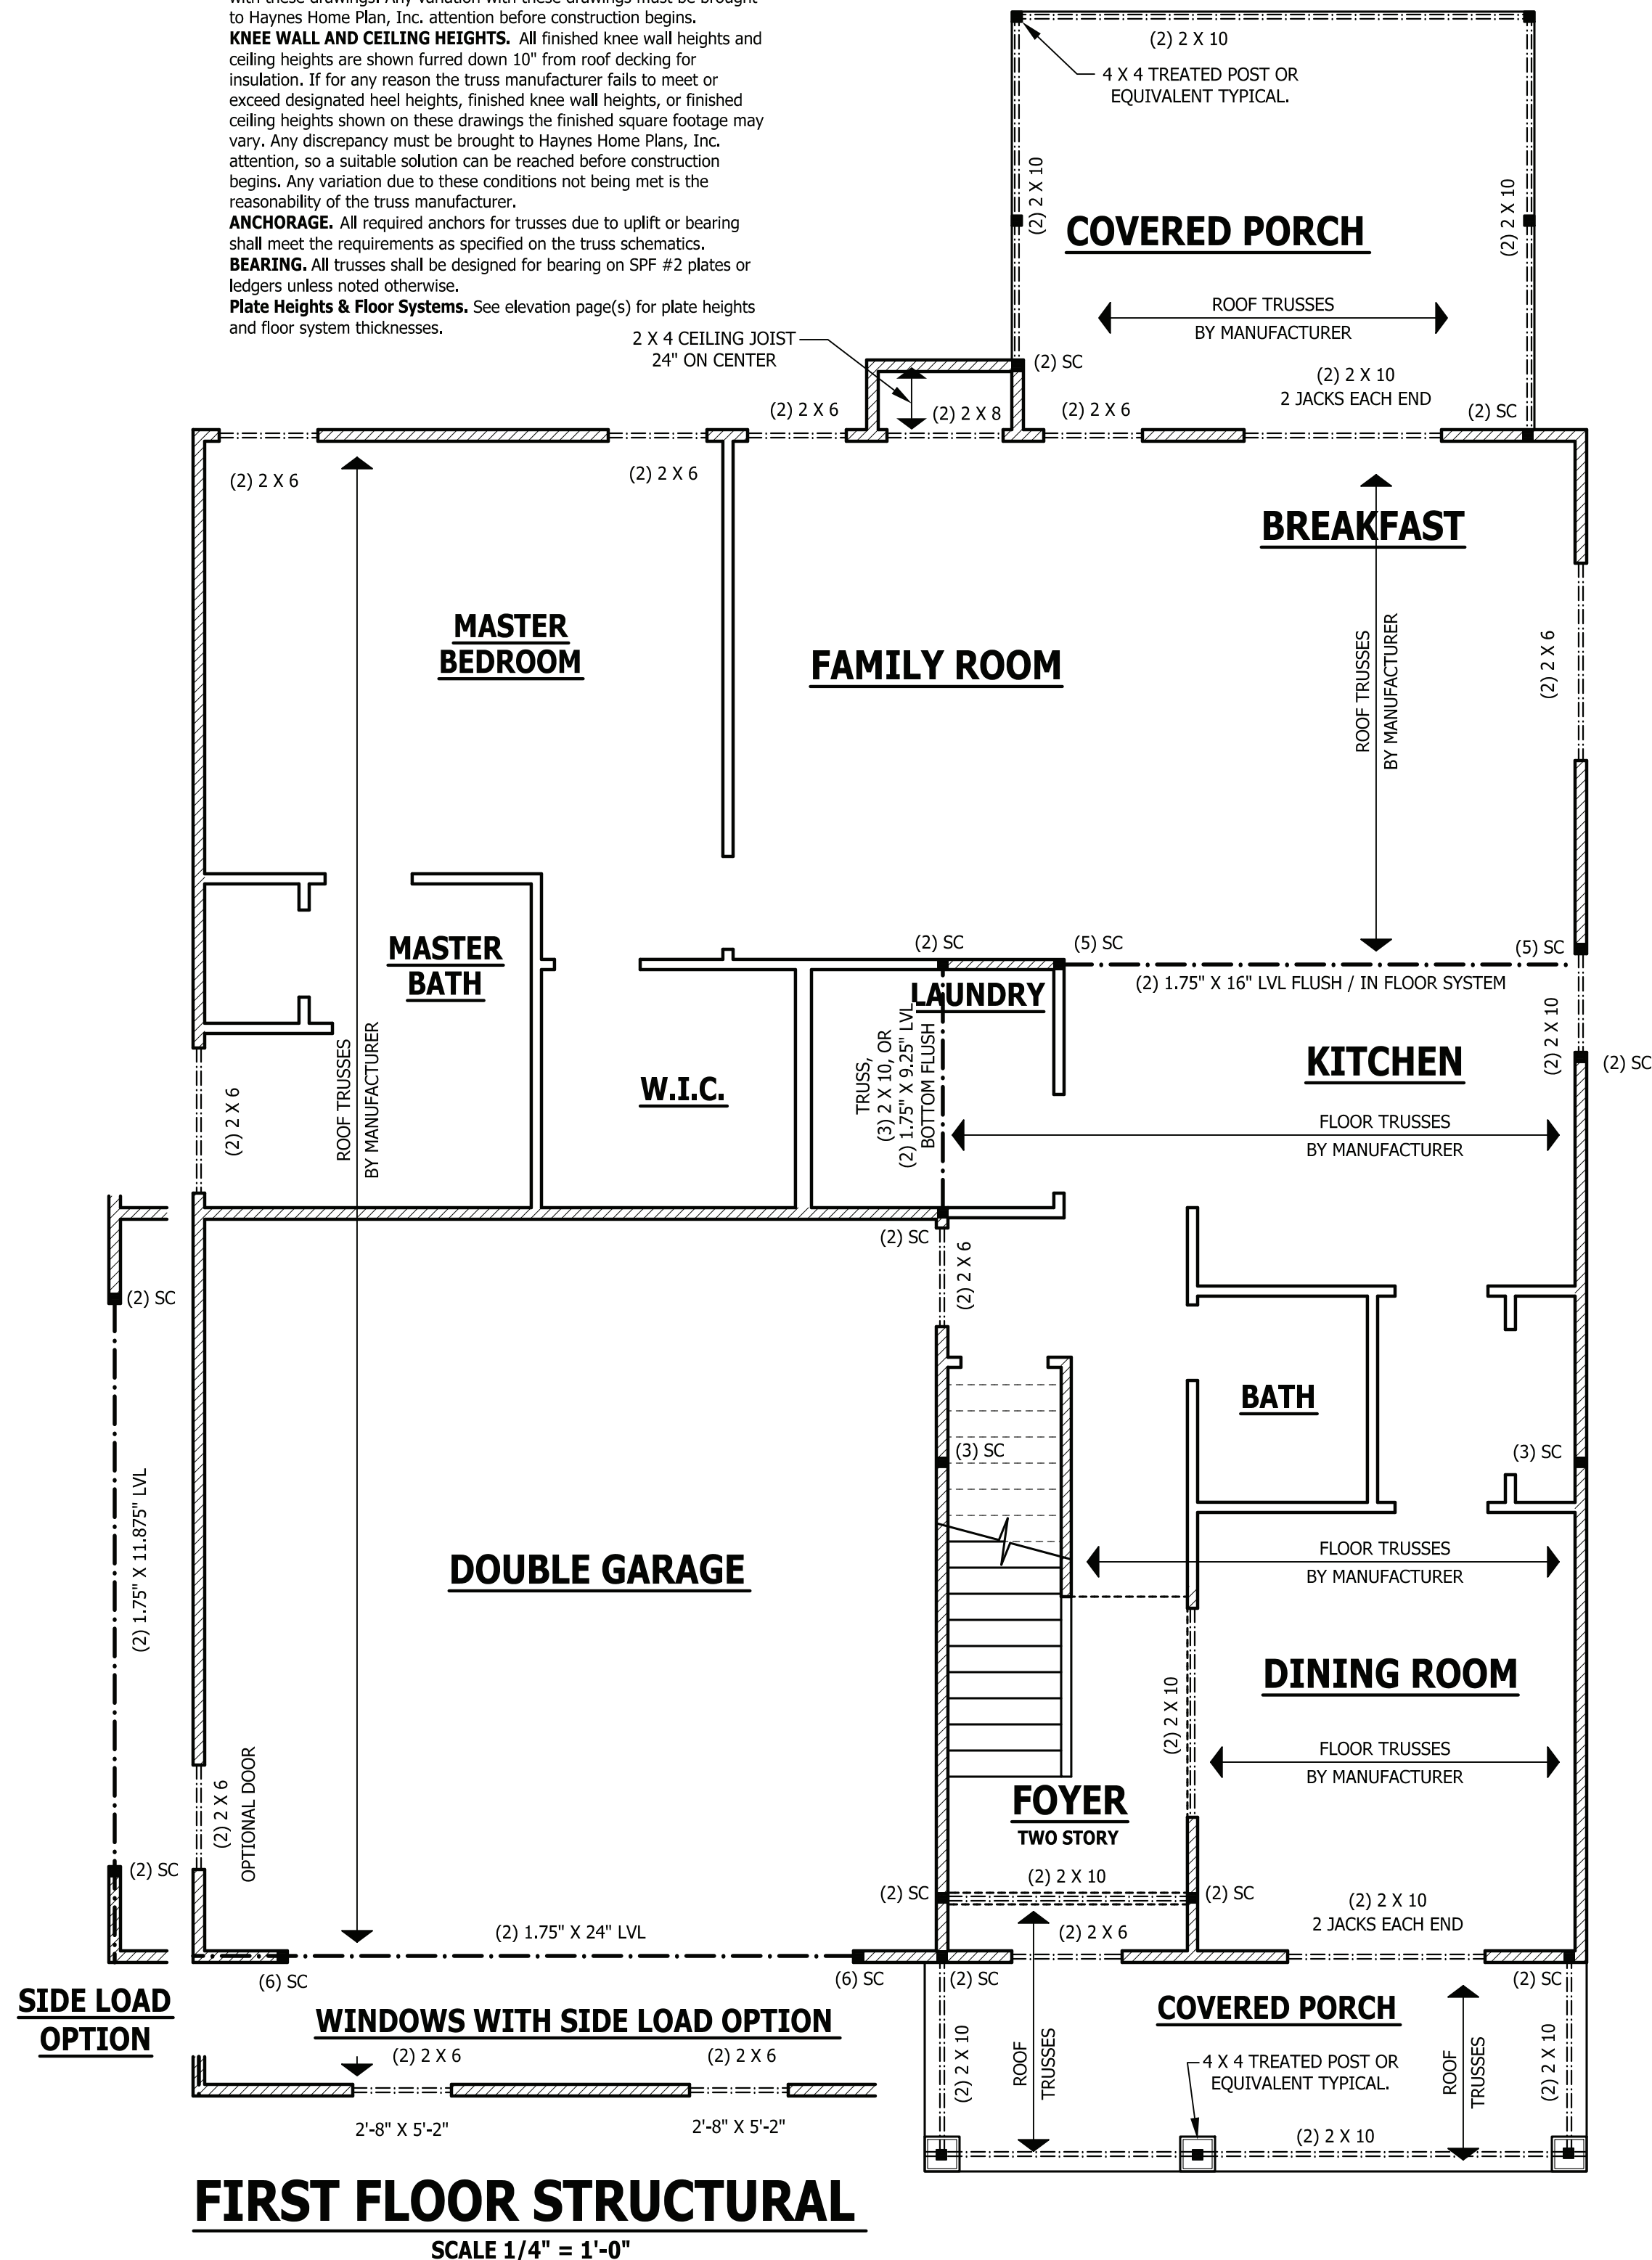 with these drawings. Any variation with these drawings must be brought
to Haynes Home Plan, Inc. attention before construction begins.
KNEE WALL AND CEILING HEIGHTS. All finished knee wall heights and
ceiling heights are shown furred down 10" from roof decking for
insulation. If for any reason the truss manufacturer fails to meet or
exceed designated heel heights, finished knee wall heights, or finished
ceiling heights shown on these drawings the finished square footage may
vary. Any discrepancy must be brought to Haynes Home Plans, Inc.
attention, so a suitable solution can be reached before construction
begins. Any variation due to these conditions not being met is the
reasonability of the truss manufacturer.
ANCHORAGE. All required anchors for trusses due to uplift or bearing
shall meet the requirements as specified on the truss schematics.
BEARING. All trusses shall be designed for bearing on SPF #2 plates or
ledgers unless noted otherwise.
Plate Heights & Floor Systems. See elevation page(s) for plate heights
and floor system thicknesses.
(2) 2 X 10
4 X 4 TREATED POST OR
EQUIVALENT TYPICAL.
(2) 2 X 10
(2) 2 X 10
COVERED PORCH
ROOF TRUSSES
BY MANUFACTURER
2 X 4 CEILING JOIST
24" ON CENTER
(2) SC
(2) 2 X 10
2 JACKS EACH END
(2) 2 X 6
(2) 2 X 8
(2) 2 X 6
(2) SC
(2) 2 X 6
(2) 2 X 6
BREAKFAST
MASTER
BEDROOM
FAMILY ROOM
ROOF TRUSSES
BY MANUFACTURER
(2) 2 X 6
MASTER
BATH
(2) SC
(5) SC
(5) SC
(2) 1.75" X 16" LVL FLUSH / IN FLOOR SYSTEM
LAUNDRY
TRUSS,
(3) 2 X 10, OR
(2) 1.75" X 9.25" LVL
BOTTOM FLUSH
KITCHEN
(2) 2 X 10
(2) SC
W.I.C.
ROOF TRUSSES
BY MANUFACTURER
(2) 2 X 6
FLOOR TRUSSES
BY MANUFACTURER
(2) SC
(2) 2 X 6
(2) SC
BATH
(3) SC
(3) SC
(2) 1.75" X 11.875" LVL
DOUBLE GARAGE
FLOOR TRUSSES
BY MANUFACTURER
DINING ROOM
(2) 2 X 10
FLOOR TRUSSES
BY MANUFACTURER
(2) 2 X 6
OPTIONAL DOOR
FOYER
TWO STORY
(2) SC
(2) 2 X 10
(2) SC
(2) SC
(2) 2 X 10
2 JACKS EACH END
(2) 1.75" X 24" LVL
(2) 2 X 6
(6) SC
(6) SC
(2) SC
(2) SC
SIDE LOAD
OPTION
WINDOWS WITH SIDE LOAD OPTION
COVERED PORCH
(2) 2 X 6
(2) 2 X 6
(2) 2 X 10
ROOF
TRUSSES
4 X 4 TREATED POST OR
EQUIVALENT TYPICAL.
ROOF
TRUSSES
(2) 2 X 10
2'-8" X 5'-2"
2'-8" X 5'-2"
(2) 2 X 10
FIRST FLOOR STRUCTURAL
SCALE 1/4" = 1'-0"